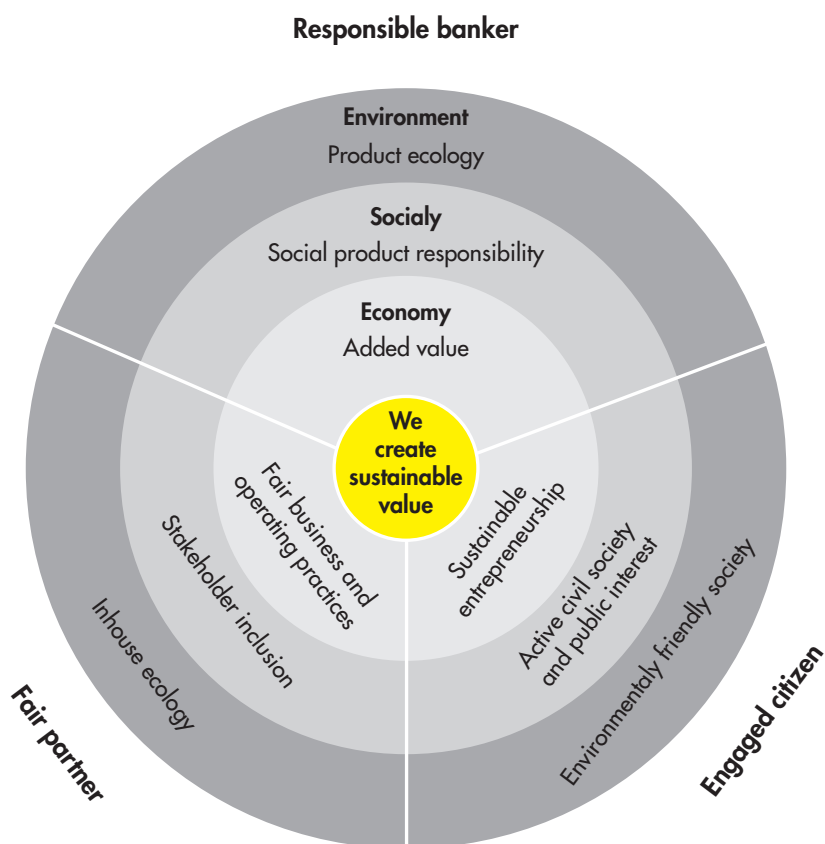 Responsible banker
Environment
Product ecology
Socialy
Social product responsibility
Economy
Added value
We
create
sustainable
value
Fair business and
operating practices
Stakeholder inclusion
Inhouse ecology
Fair partner
Sustainable
entrepreneurship
Active civil society
and public interest
Environmentaly friendly society
Engaged citizen